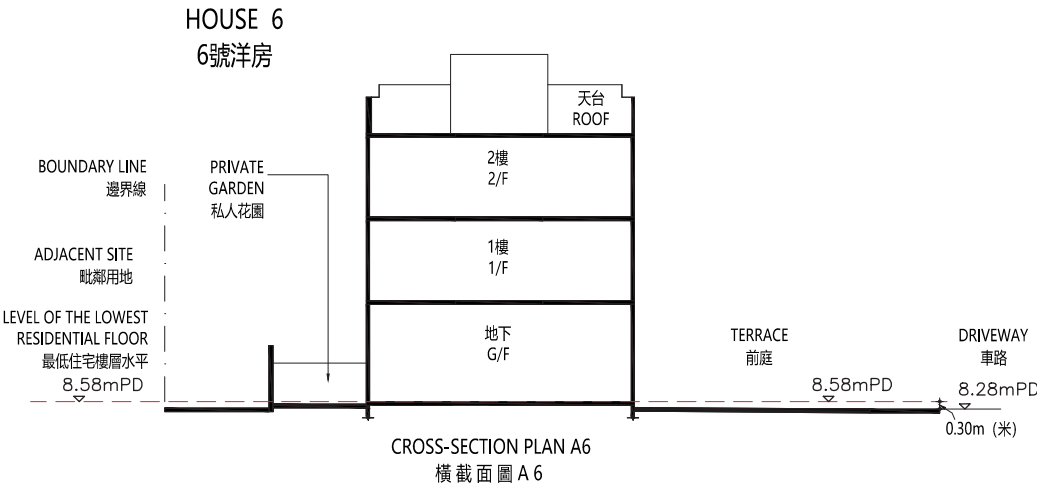 HOUSE 6
6號洋房
天台
ROOF
2樓
2/F
BOUNDARY LINE
邊界線
PRIVATE
GARDEN
私人花園
1樓
1/F
ADJACENT SITE
毗鄰用地
LEVEL OF THE LOWEST
RESIDENTIAL FLOOR
最低住宅樓層水平
8.58mPD
地下
G/F
TERRACE
前庭
8.58mPD
DRIVEWAY
車路
8.28mPD
0.30m (米)
CROSS-SECTION PLAN A6
橫截面圖A6